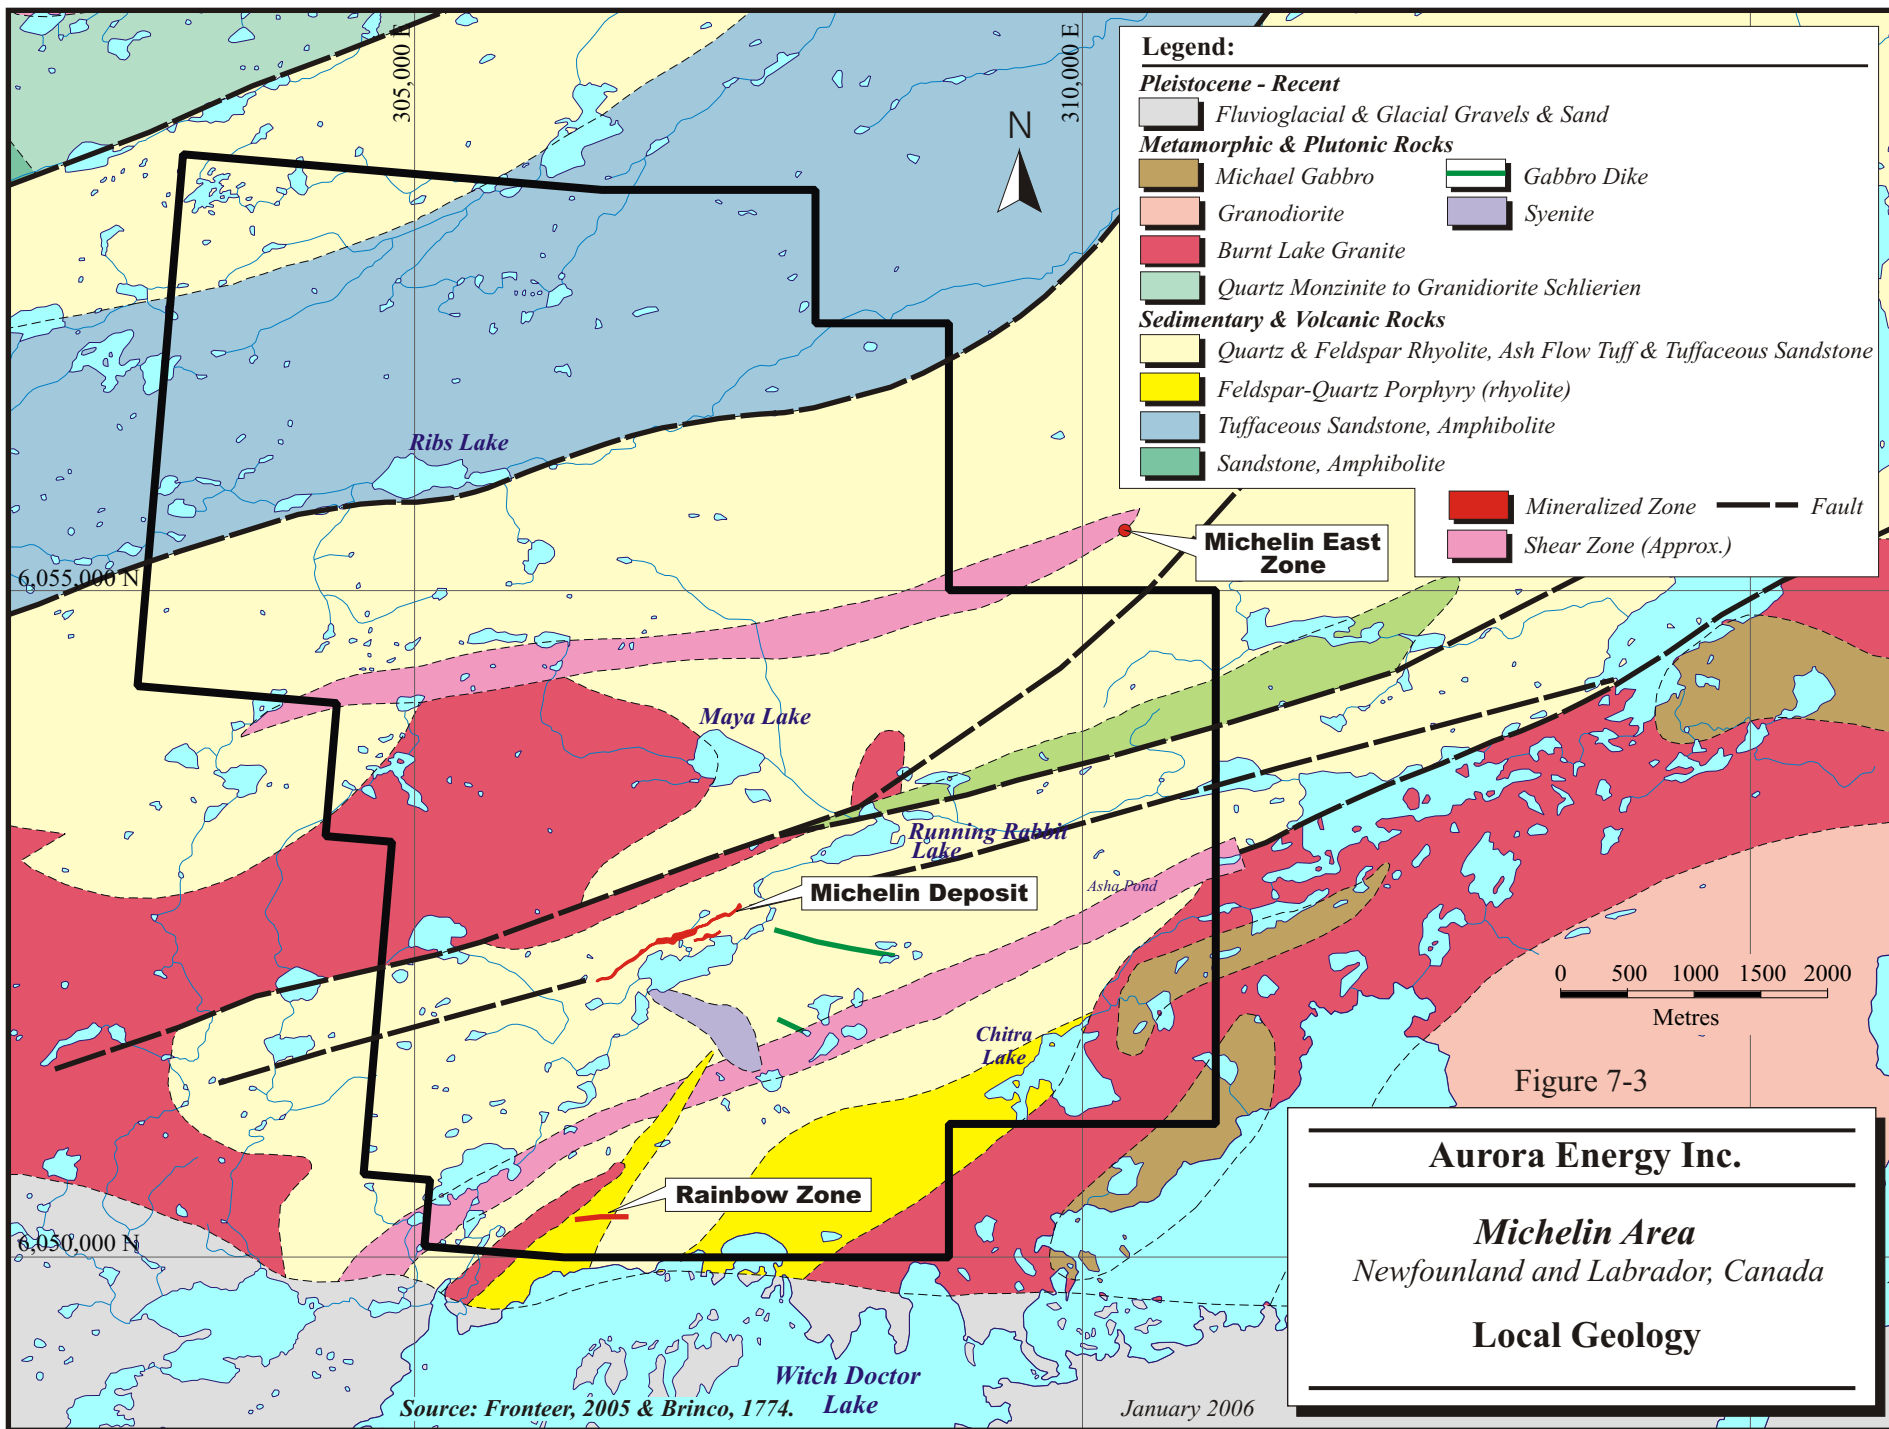 305,000 E
310,000 E
N
Legend:
Pleistocene - Recent
Fluvioglacial & Glacial Gravels & Sand
Metamorphic & Plutonic Rocks
Michael Gabbro
Gabbro Dike
Granodiorite
Syenite
Burnt Lake Granite
Quartz Monzinite to Granidiorite Schlierien
Sedimentary & Volcanic Rocks
Quartz & Feldspar Rhyolite, Ash Flow Tuff & Tuffaceous Sandstone
Feldspar-Quartz Porphyry (rhyolite)
Tuffaceous Sandstone, Amphibolite
Sandstone, Amphibolite
Mineralized Zone
Fault
Shear Zone (Approx.)
Ribs Lake
Michelin East
Zone
6,055,000 N
Maya Lake
Running Rabbit
Lake
Michelin Deposit
Asha Pond
Chitra
Lake
0 500 1000 1500 2000
Metres
Figure 7-3
Rainbow Zone
6,050,000 N
Aurora Energy Inc.
Michelin Area
Newfounland and Labrador, Canada
Local Geology
Witch Doctor
Lake
Source: Fronteer, 2005 & Brinco, 1774.
January 2006